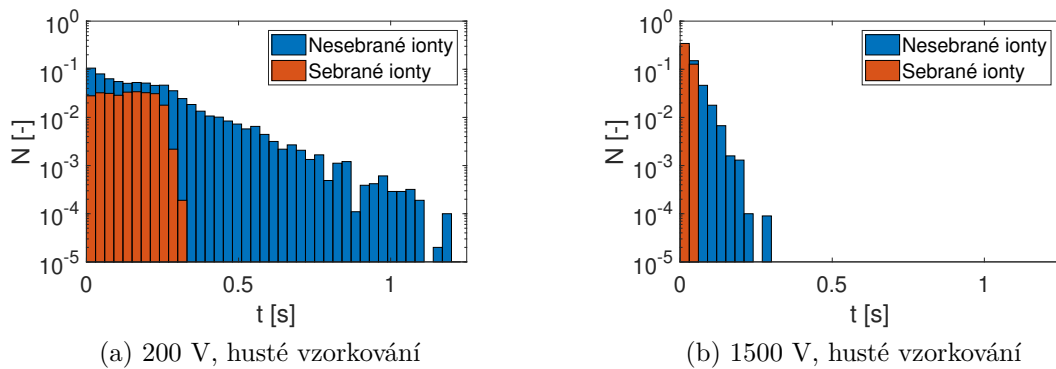 10^0
10^-1
10^-2
10^-3
10^-4
10^-5
N [-]
0
0.5
1
t [s]
Nesebrané ionty
Sebrané ionty
(a) 200 V, husté vzorkování
10^0
10^-1
10^-2
10^-3
10^-4
10^-5
N [-]
0
0.5
1
t [s]
Nesebrané ionty
Sebrané ionty
(b) 1500 V, husté vzorkování